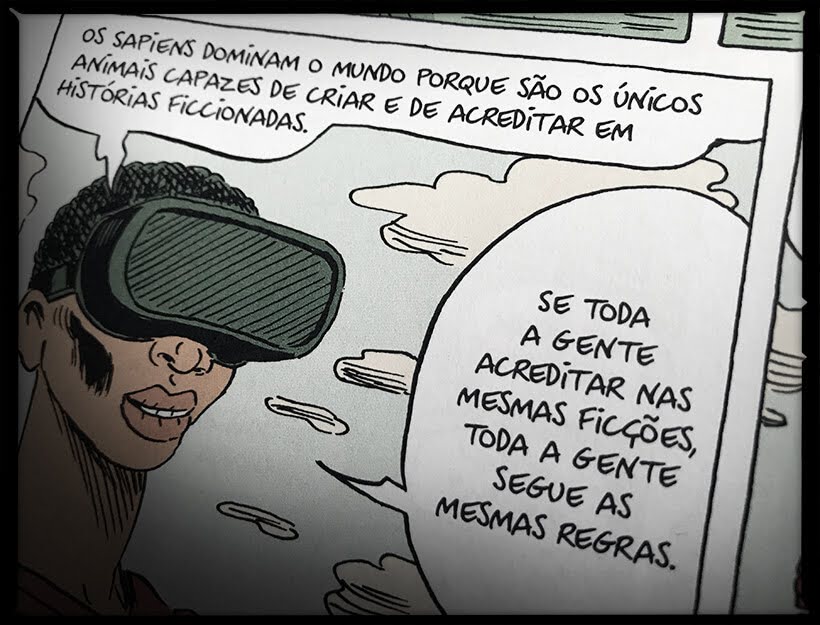 OS SAPIENS DOMINAM O MUNDO PORQUE SÃO OS ÚNICOS
ANIMAIS CAPAZES DE CRIAR E DE ACREDITAR EM
HISTÓRIAS FICCIONADAS.
SE TODA
A GENTE
ACREDITAR NAS
MESMAS FICÇÕES,
TODA A GENTE
SEGUE AS
MESMAS REGRAS.